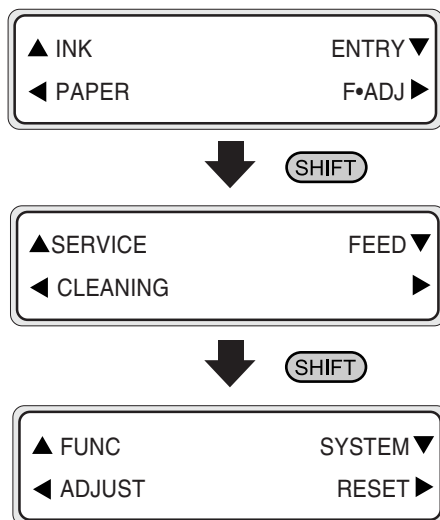 ▲ INK ENTRY▼
◀ PAPER F•ADJ▶
SHIFT
▲SERVICE FEED▼
◀ CLEANING ▶
SHIFT
▲ FUNC SYSTEM▼
◀ ADJUST RESET▶